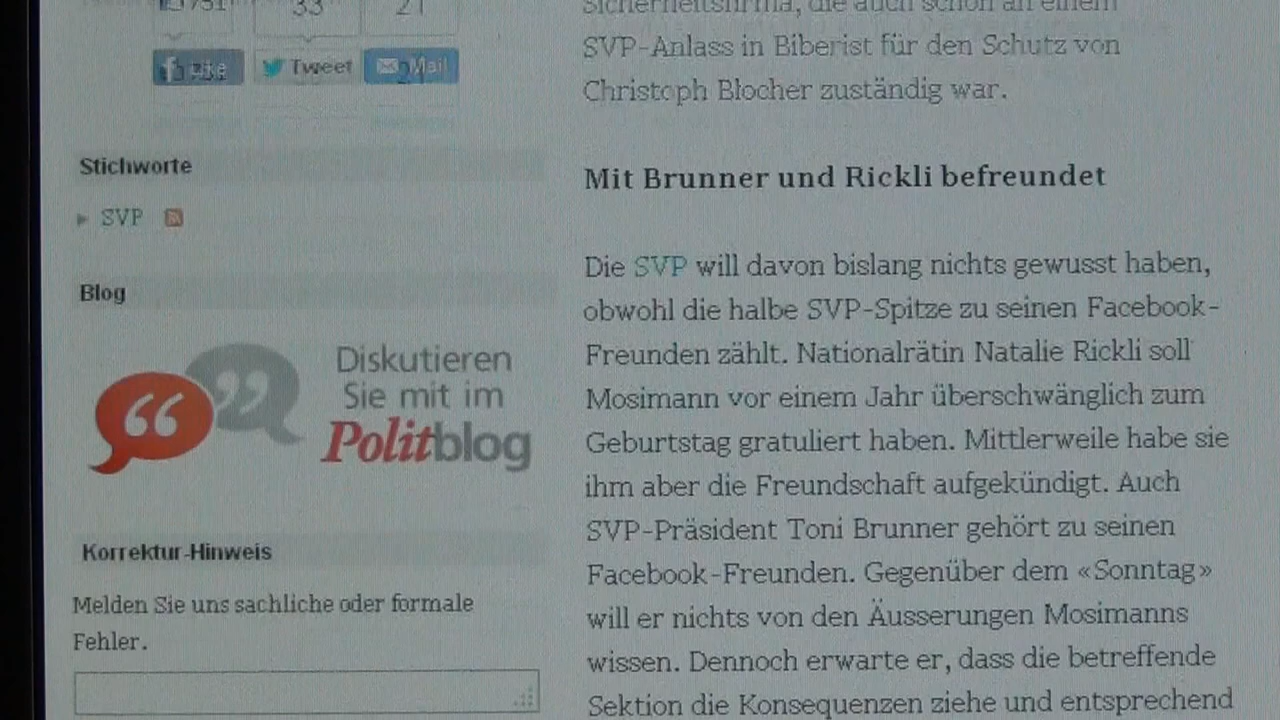 33
21
Like
Tweet
Mail
Stichworte
SVP
Blog
Diskutieren
Sie mit im
Politblog
Korrektur-Hinweis
Melden Sie uns sachliche oder formale
Fehler.
Sicherheitsfirma, die auch schon an einem
SVP-Anlass in Biberist für den Schutz von
Christoph Blocher zuständig war.
Mit Brunner und Rickli befreundet
Die SVP will davon bislang nichts gewusst haben,
obwohl die halbe SVP-Spitze zu seinen Facebook-
Freunden zählt. Nationalrätin Natalie Rickli soll
Mosimann vor einem Jahr überschwänglich zum
Geburtstag gratuliert haben. Mittlerweile habe sie
ihm aber die Freundschaft aufgekündigt. Auch
SVP-Präsident Toni Brunner gehört zu seinen
Facebook-Freunden. Gegenüber dem «Sonntag»
will er nichts von den Äusserungen Mosimanns
wissen. Dennoch erwarte er, dass die betreffende
Sektion die Konsequenzen ziehe und entsprechend